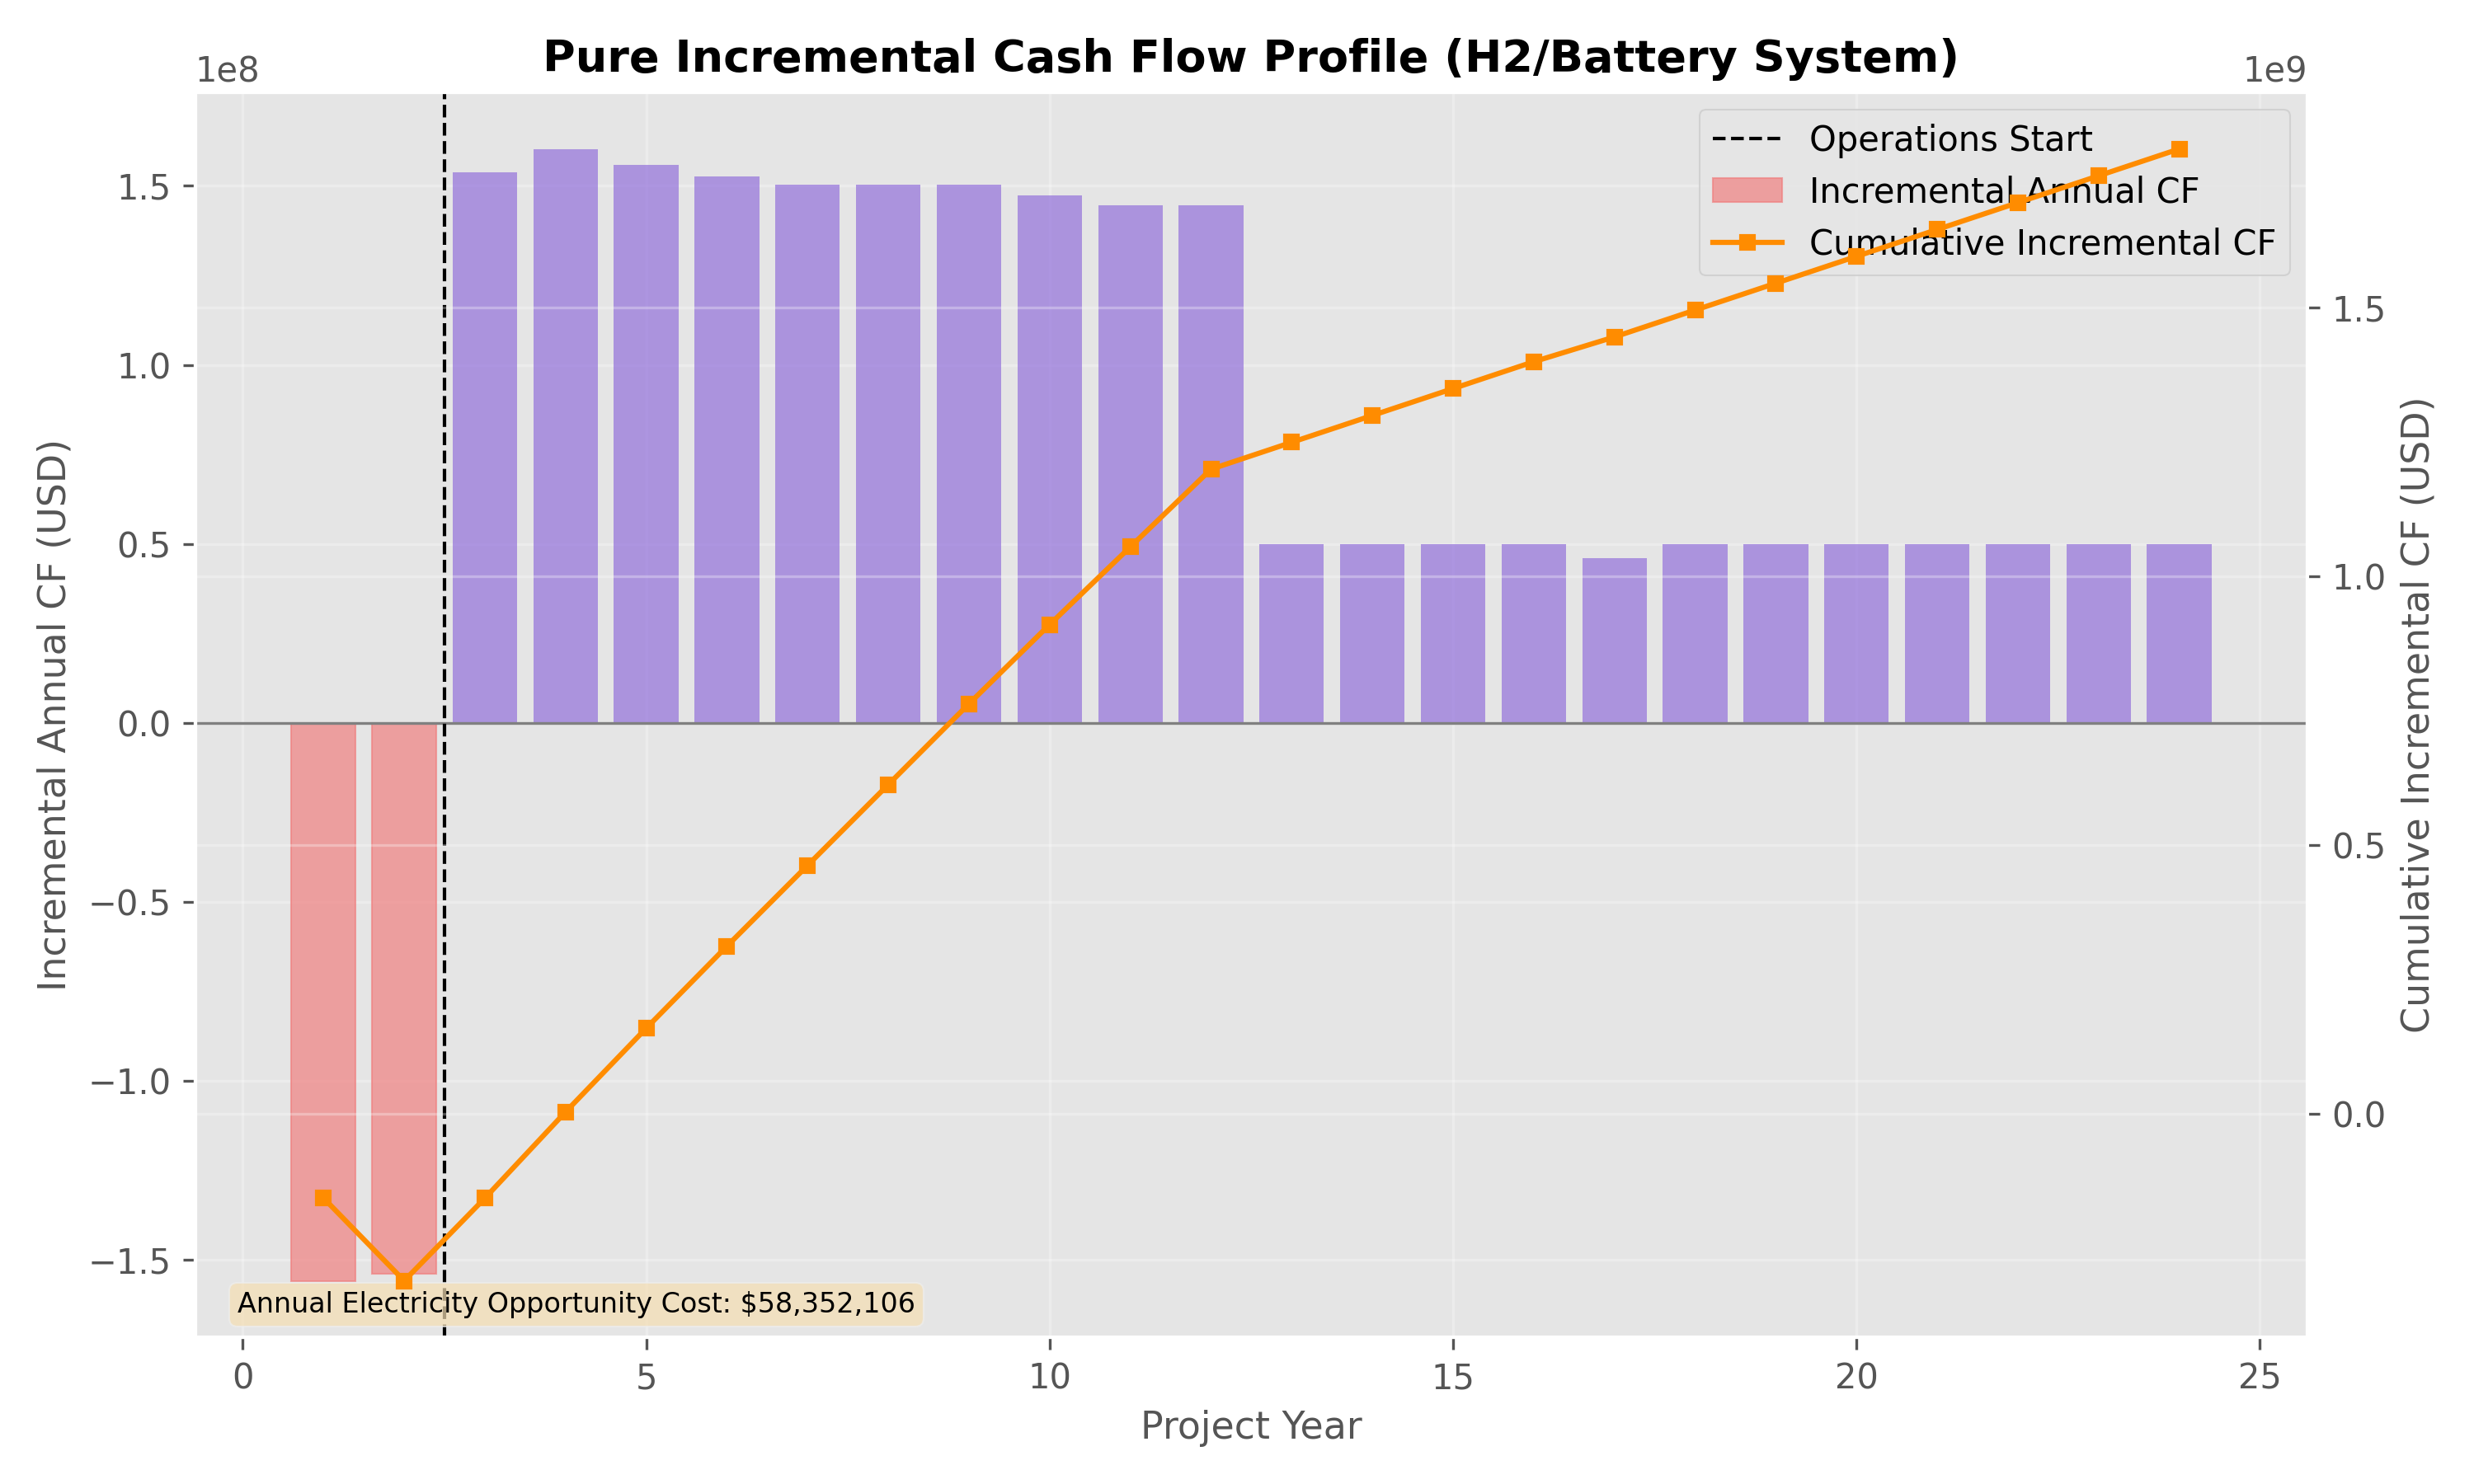 Pure Incremental Cash Flow Profile (H2/Battery System)
1e8
1e9
Operations Start
Incremental Annual CF
Cumulative Incremental CF
1.5
1.0
0.5
0.0
−0.5
−1.0
−1.5
Incremental Annual CF (USD)
1.5
1.0
0.5
0.0
Cumulative Incremental CF (USD)
Annual Electricity Opportunity Cost: $58,352,106
0
5
10
15
20
25
Project Year